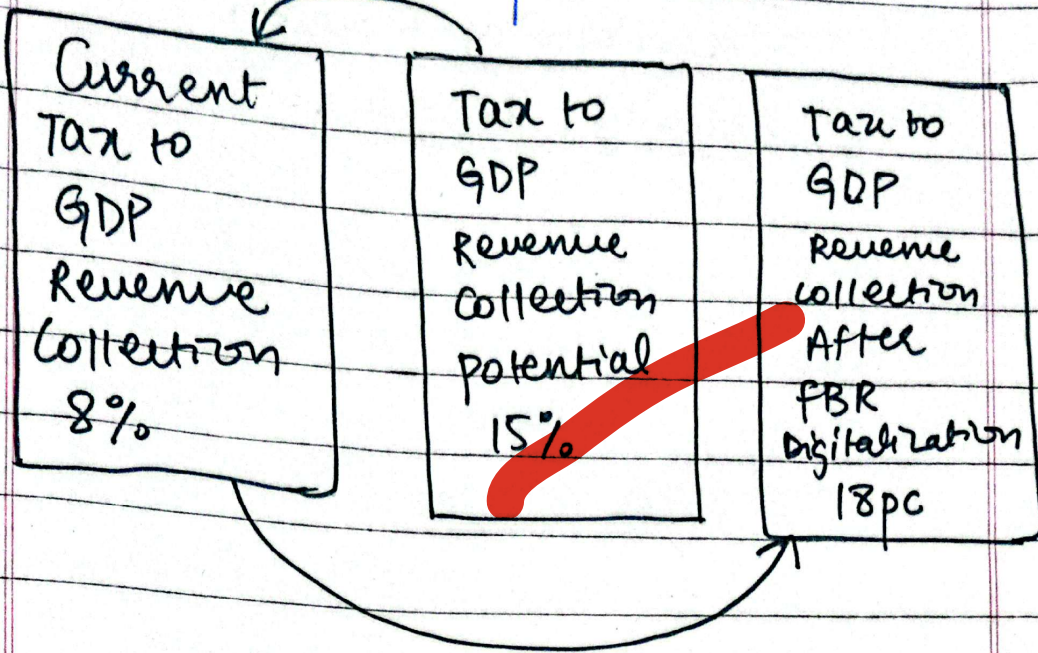 Current
Tax to
GDP
Revenue
Collection
8%
Tax to
GDP
Revenue
Collection
potential
15%
Tax to
GDP
Revenue
Collection
After
FBR
Digitalization
18pc